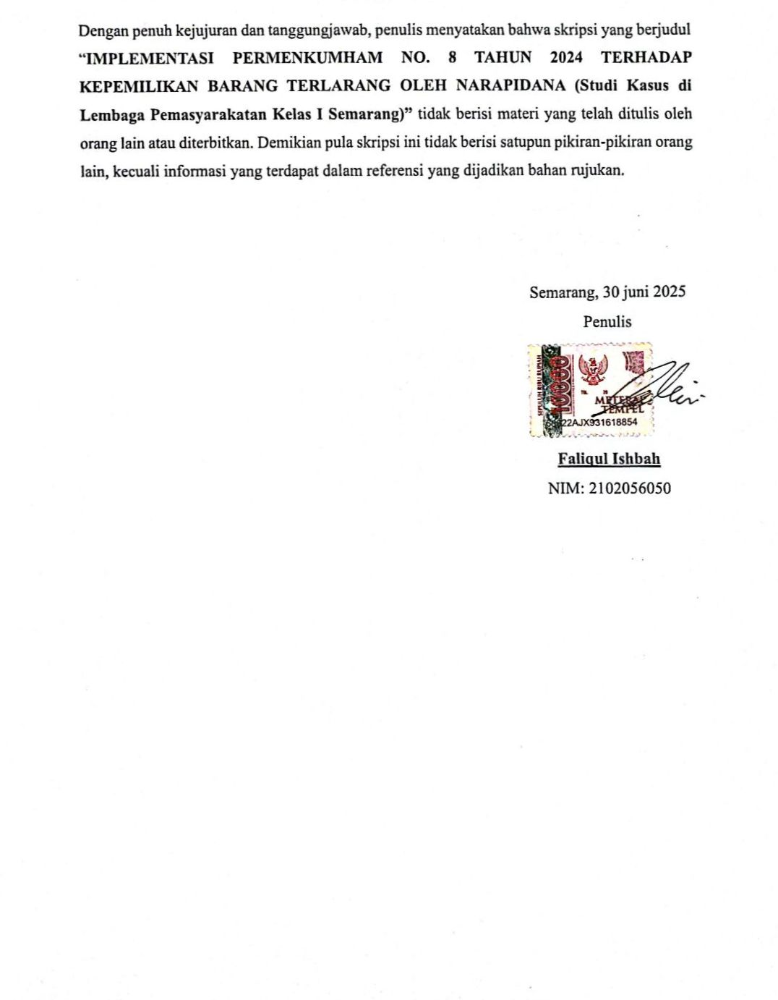 Dengan penuh kejujuran dan tanggungjawab, penulis menyatakan bahwa skripsi yang berjudul
“IMPLEMENTASI PERMENKUMHAM NO. 8 TAHUN 2024 TERHADAP
KEPEMILIKAN BARANG TERLARANG OLEH NARAPIDANA (Studi Kasus di
Lembaga Pemasyarakatan Kelas I Semarang)” tidak berisi materi yang telah ditulis oleh
orang lain atau diterbitkan. Demikian pula skripsi ini tidak berisi satupun pikiran-pikiran orang
lain, kecuali informasi yang terdapat dalam referensi yang dijadikan bahan rujukan.
Semarang, 30 juni 2025
Penulis
SEPULUH RIBU RUPIAH
10000
TGL. 20
METERAI
TEMPEL
22AJX931618854
Faliqul Ishbah
NIM: 2102056050